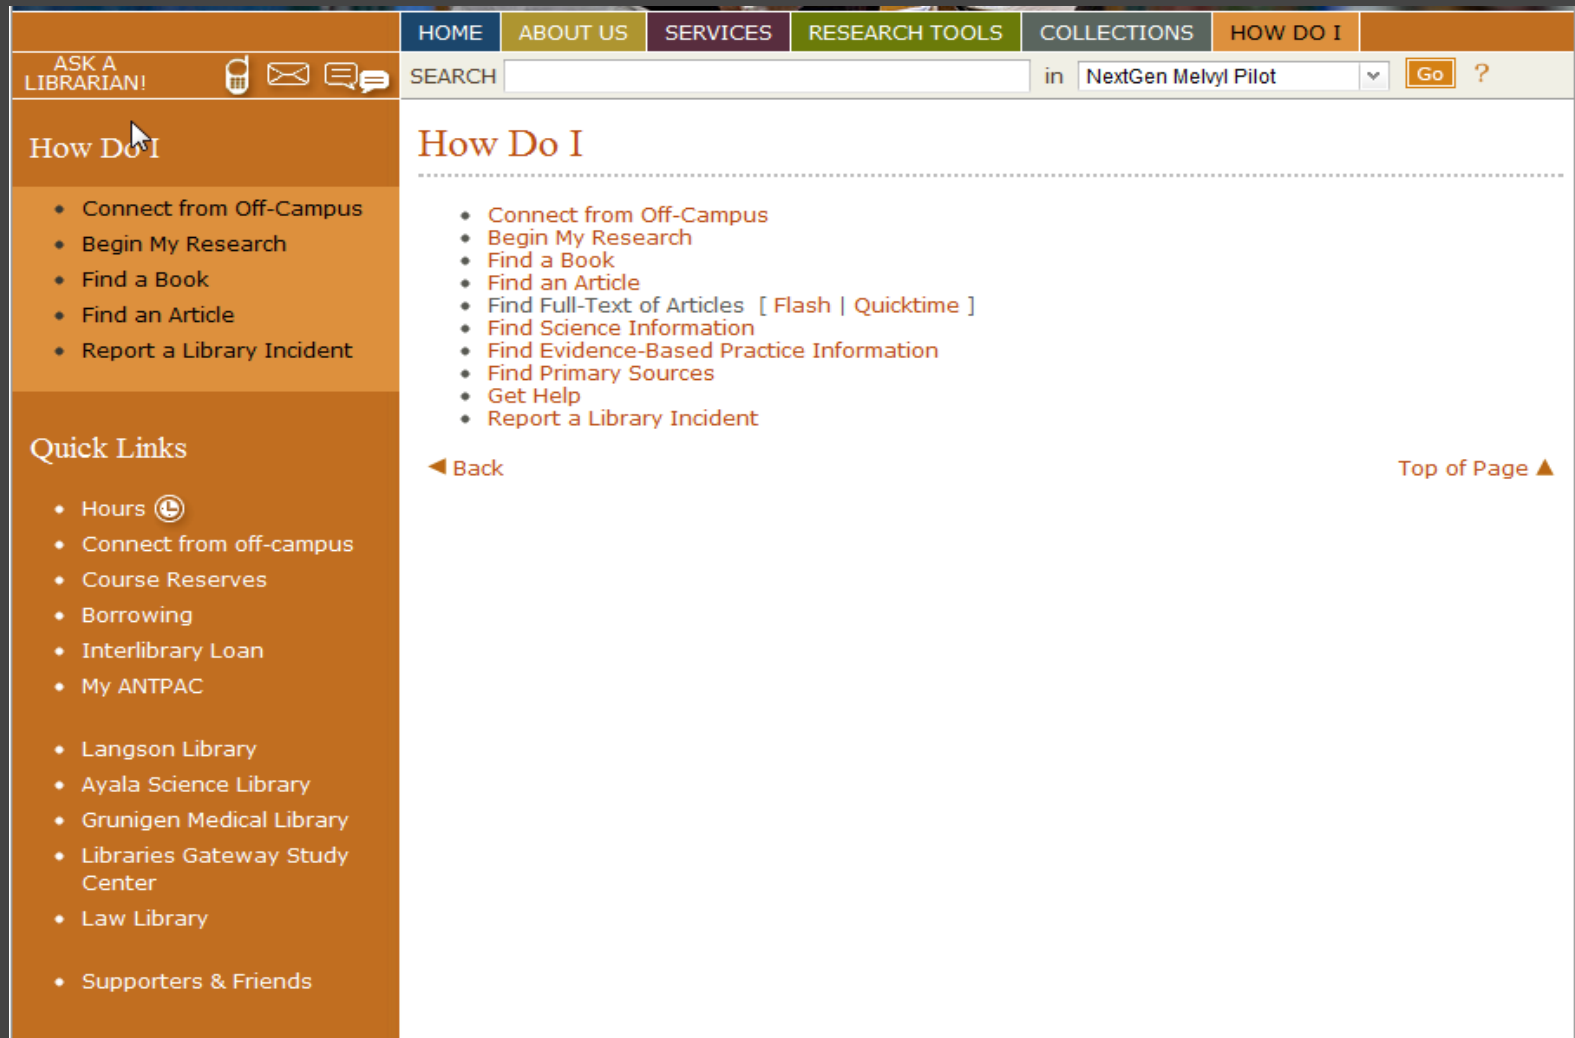 HOME ABOUT US SERVICES RESEARCH TOOLS COLLECTIONS HOW DO I
ASK A
LIBRARIAN!
SEARCH in NextGen Melvyl Pilot Go ?
How Do I
• Connect from Off-Campus
• Begin My Research
• Find a Book
• Find an Article
• Report a Library Incident
Quick Links
• Hours
• Connect from off-campus
• Course Reserves
• Borrowing
• Interlibrary Loan
• My ANTPAC
• Langson Library
• Ayala Science Library
• Grunigen Medical Library
• Libraries Gateway Study
Center
• Law Library
• Supporters & Friends
How Do I
• Connect from Off-Campus
• Begin My Research
• Find a Book
• Find an Article
• Find Full-Text of Articles [ Flash | Quicktime ]
• Find Science Information
• Find Evidence-Based Practice Information
• Find Primary Sources
• Get Help
• Report a Library Incident
Back Top of Page